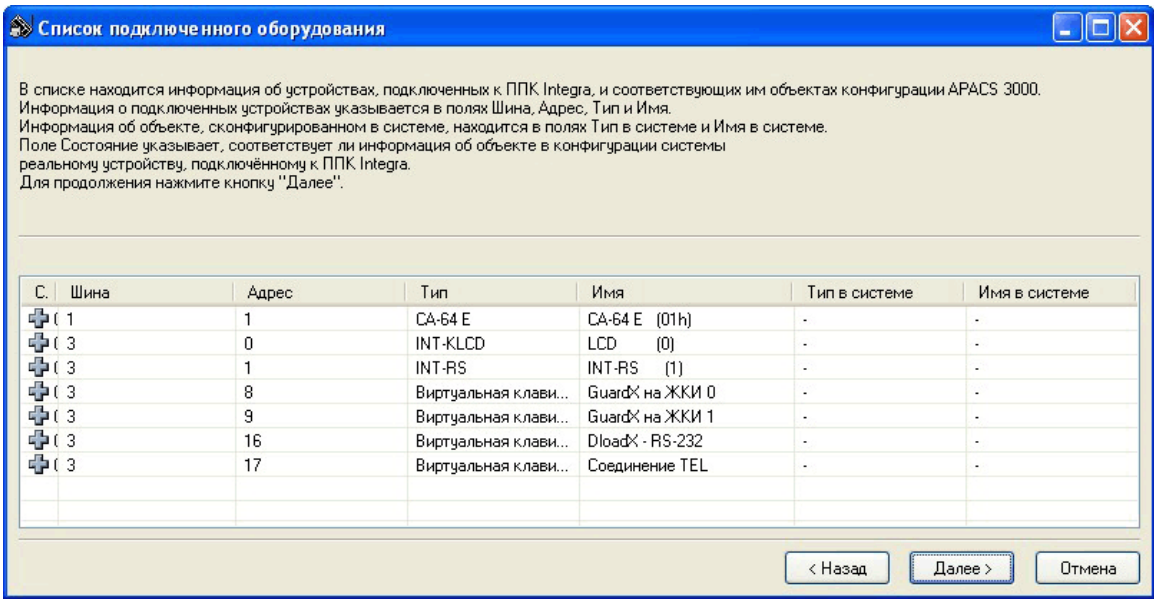 Список подключенного оборудования
В списке находится информация об устройствах, подключенных к ППК Integra, и соответствующих им объектах конфигурации APACS 3000.
Информация о подключенных устройствах указывается в полях Шина, Адрес, Тип и Имя.
Информация об объекте, сконфигурированном в системе, находится в полях Тип в системе и Имя в системе.
Поле Состояние указывает, соответствует ли информация об объекте в конфигурации системы
реальному устройству, подключённому к ППК Integra.
Для продолжения нажмите кнопку "Далее".
С. Шина Адрес Тип Имя Тип в системе Имя в системе
1 1 CA-64 E CA-64 E (01h) - -
3 0 INT-KLCD LCD (0) - -
3 1 INT-RS INT-RS (1) - -
3 8 Виртуальная клави... GuardX на ЖКИ 0 - -
3 9 Виртуальная клави... GuardX на ЖКИ 1 - -
3 16 Виртуальная клави... DloadX - RS-232 - -
3 17 Виртуальная клави... Соединение TEL - -
< Назад Далее > Отмена